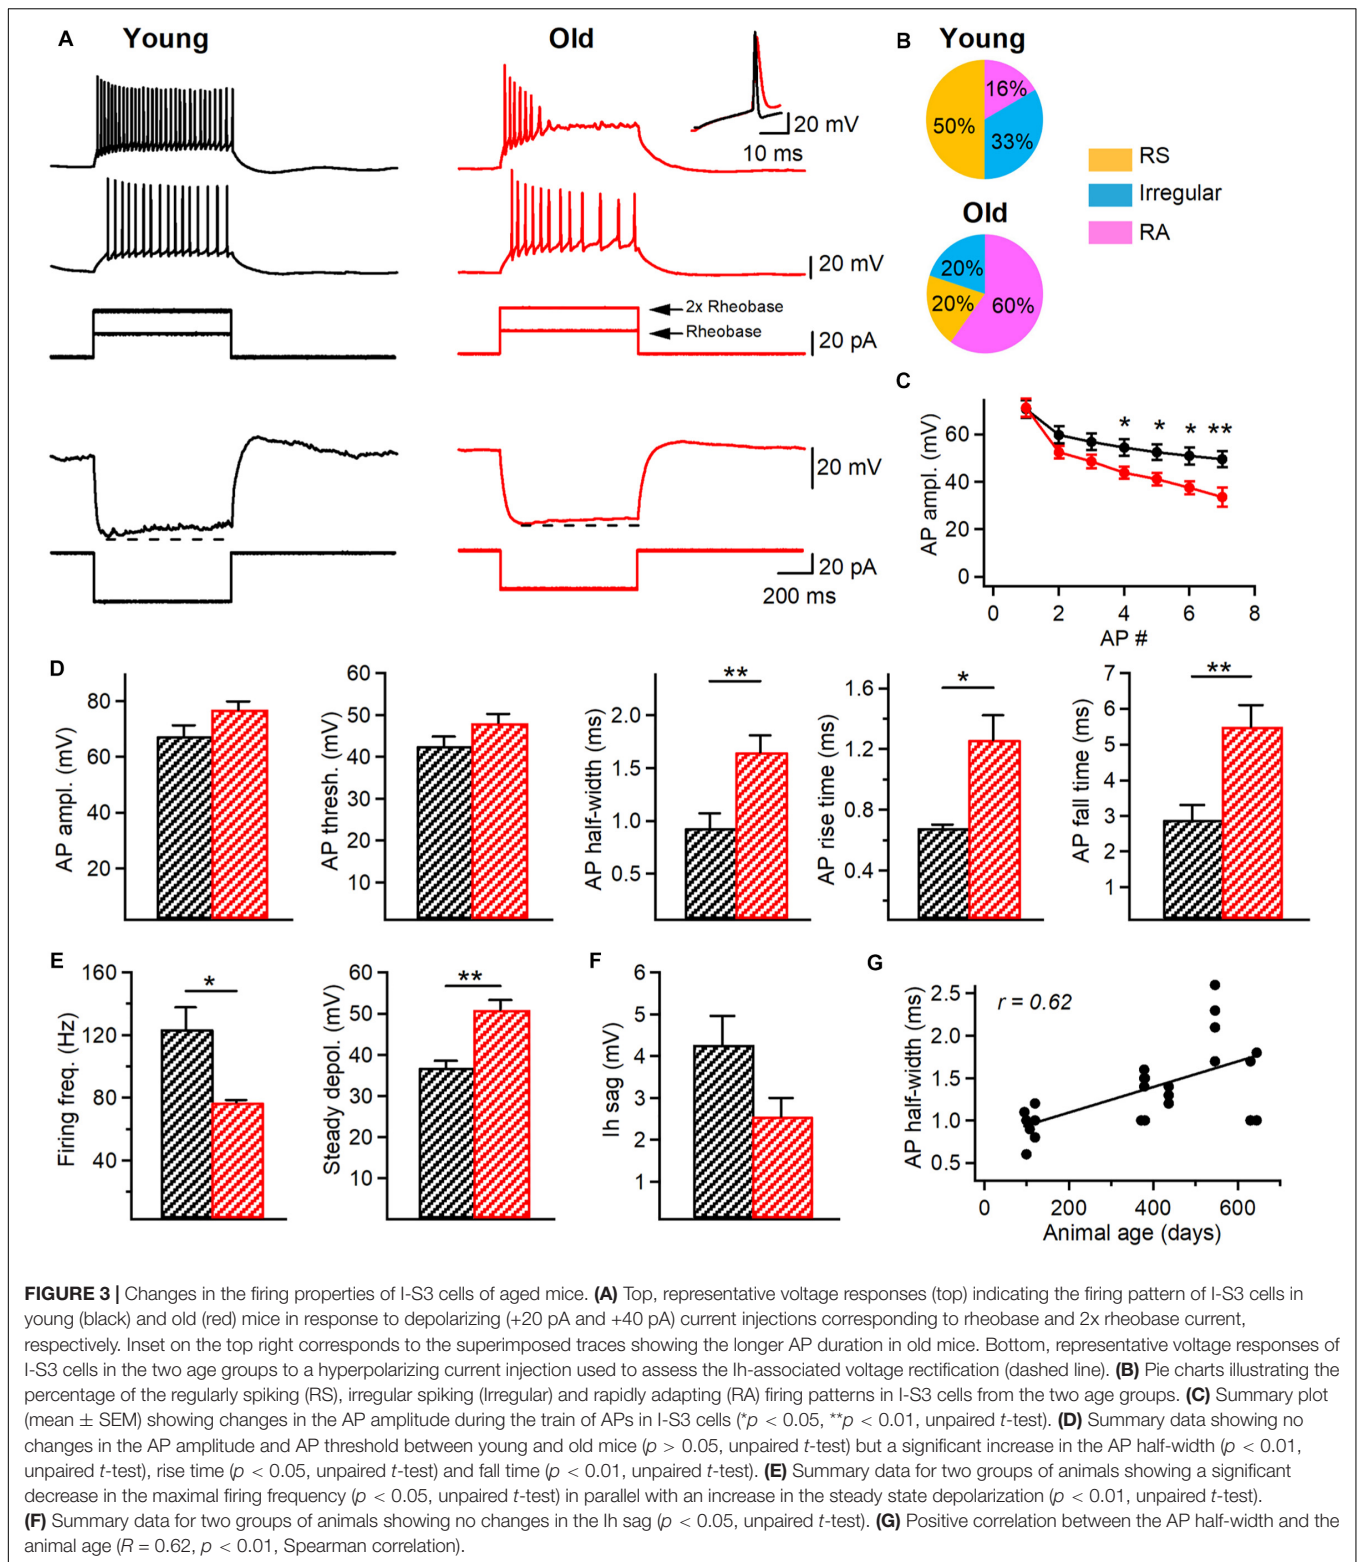 A
Young
Old
20 mV
10 ms
20 mV
2x Rheobase
Rheobase
20 pA
20 mV
20 pA
200 ms
B
Young
16%
50%
33%
RS
Irregular
RA
Old
20%
20%
60%
C
AP ampl. (mV)
60
40
20
0
* * * **
0 2 4 6 8
AP #
D
AP ampl. (mV)
80
60
40
20
AP thresh. (mV)
60
50
40
30
20
10
AP half-width (ms)
2.0
1.5
1.0
0.5
**
AP rise time (ms)
1.6
1.2
0.8
0.4
*
AP fall time (ms)
7
6
5
4
3
2
1
**
E
Firing freq. (Hz)
160
120
80
40
*
Steady depol. (mV)
60
50
40
30
20
10
**
F
Ih sag (mV)
6
5
4
3
2
1
G
AP half-width (ms)
2.5
2.0
1.5
1.0
0.5
r = 0.62
0 200 400 600
Animal age (days)
FIGURE 3 | Changes in the firing properties of I-S3 cells of aged mice. (A) Top, representative voltage responses (top) indicating the firing pattern of I-S3 cells in
young (black) and old (red) mice in response to depolarizing (+20 pA and +40 pA) current injections corresponding to rheobase and 2x rheobase current,
respectively. Inset on the top right corresponds to the superimposed traces showing the longer AP duration in old mice. Bottom, representative voltage responses of
I-S3 cells in the two age groups to a hyperpolarizing current injection used to assess the Ih-associated voltage rectification (dashed line). (B) Pie charts illustrating the
percentage of the regularly spiking (RS), irregular spiking (Irregular) and rapidly adapting (RA) firing patterns in I-S3 cells from the two age groups. (C) Summary plot
(mean ± SEM) showing changes in the AP amplitude during the train of APs in I-S3 cells (*p < 0.05, **p < 0.01, unpaired t-test). (D) Summary data showing no
changes in the AP amplitude and AP threshold between young and old mice (p > 0.05, unpaired t-test) but a significant increase in the AP half-width (p < 0.01,
unpaired t-test), rise time (p < 0.05, unpaired t-test) and fall time (p < 0.01, unpaired t-test). (E) Summary data for two groups of animals showing a significant
decrease in the maximal firing frequency (p < 0.05, unpaired t-test) in parallel with an increase in the steady state depolarization (p < 0.01, unpaired t-test).
(F) Summary data for two groups of animals showing no changes in the Ih sag (p < 0.05, unpaired t-test). (G) Positive correlation between the AP half-width and the
animal age (R = 0.62, p < 0.01, Spearman correlation).